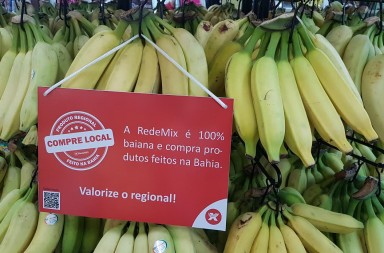 PRODUTO REGIONAL
COMPRE LOCAL
FEITO NA BAHIA
A RedeMix é 100%
baiana e compra pro-
dutos feitos na Bahia.
Valorize o regional!